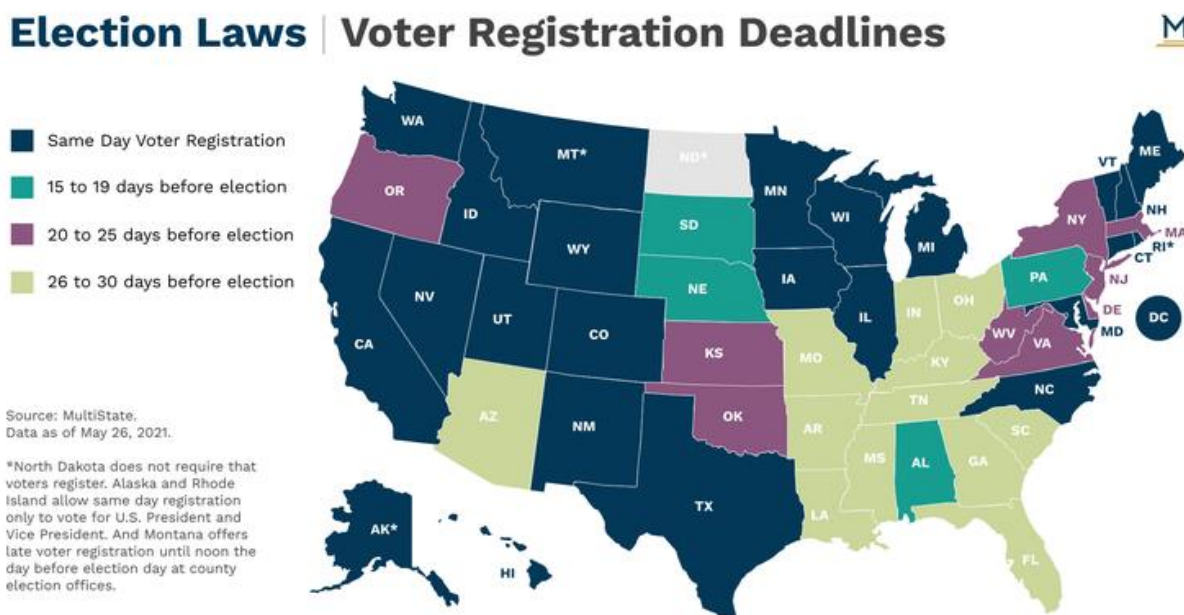 Election Laws | Voter Registration Deadlines
M
Same Day Voter Registration
15 to 19 days before election
20 to 25 days before election
26 to 30 days before election
Source: MultiState.
Data as of May 26, 2021.
*North Dakota does not require that
voters register. Alaska and Rhode
Island allow same day registration
only to vote for U.S. President and
Vice President. And Montana offers
late voter registration until noon the
day before election day at county
election offices.
WA
MT*
ND*
MN
VT
ME
OR
ID
SD
WI
MI
NY
NH
MA
RI*
CT
WY
IA
PA
NJ
NE
NV
UT
CO
IL
IN
OH
DE
MD
DC
CA
KS
MO
KY
WV
VA
AZ
NM
OK
AR
TN
NC
SC
MS
AL
GA
TX
LA
FL
AK*
HI